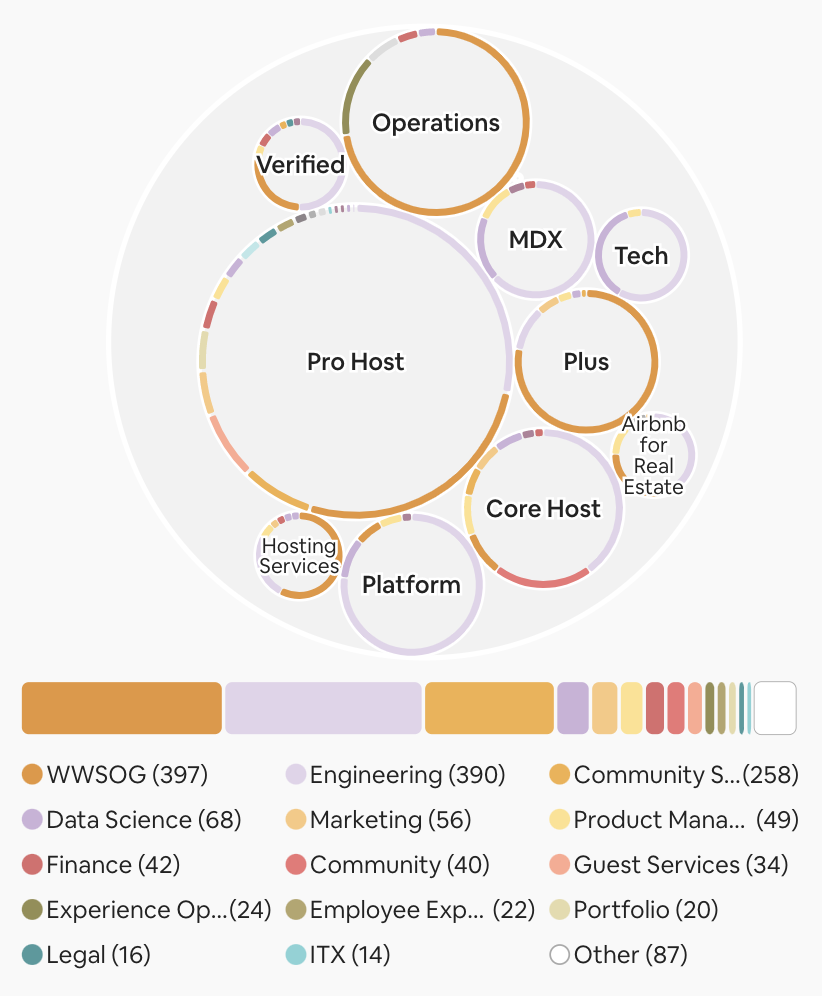 Operations
Verified
MDX
Tech
Pro Host
Plus
Airbnb
for
Real
Estate
Core Host
Hosting
Services
Platform
WWSOG (397)
Engineering (390)
Community S...(258)
Data Science (68)
Marketing (56)
Product Mana... (49)
Finance (42)
Community (40)
Guest Services (34)
Experience Op...(24)
Employee Exp... (22)
Portfolio (20)
Legal (16)
ITX (14)
Other (87)